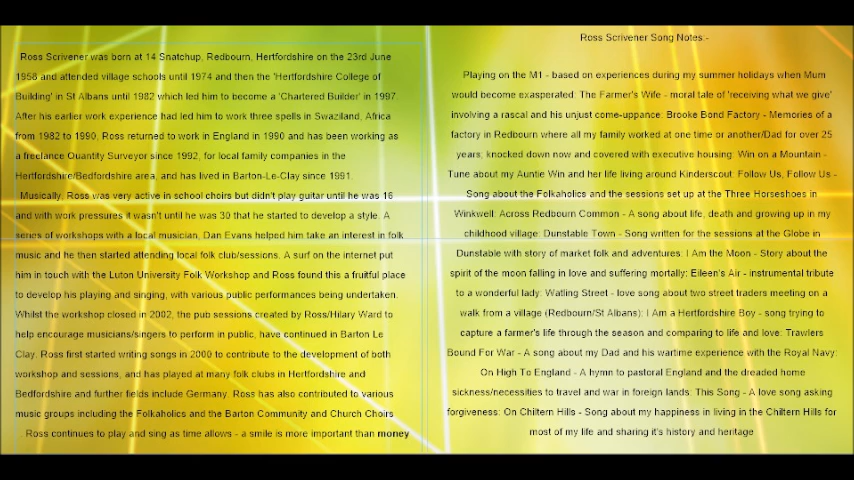 Ross Scrivener was born at 14 Snatchup, Redbourn, Hertfordshire on the 23rd June
1958 and attended village schools until 1974 and then the 'Hertfordshire College of
Building' in St Albans until 1982 which led him to become a 'Chartered Builder' in 1997.
After his earlier work experience had led him to work three spells in Swaziland, Africa
from 1982 to 1990, Ross returned to work in England in 1990 and has been working as
a freelance Quantity Surveyor since 1992, for local family companies in the
Hertfordshire/Bedfordshire area, and has lived in Barton-Le-Clay since 1991.
Musically, Ross was very active in school choirs but didn't play guitar until he was 16
and with work pressures it wasn't until he was 30 that he started to develop a style. A
series of workshops with a local musician, Dan Evans helped him take an interest in folk
music and he then started attending local folk club/sessions. A surf on the internet put
him in touch with the Luton University Folk Workshop and Ross found this a fruitful place
to develop his playing and singing, with various public performances being undertaken.
Whilst the workshop closed in 2002, the pub sessions created by Ross/Hilary Ward to
help encourage musicians/singers to perform in public, have continued in Barton Le
Clay. Ross first started writing songs in 2000 to contribute to the development of both
workshop and sessions, and has played at many folk clubs in Hertfordshire and
Bedfordshire and further fields include Germany. Ross has also contributed to various
music groups including the Folkaholics and the Barton Community and Church Choirs
. Ross continues to play and sing as time allows - a smile is more important than money
Ross Scrivener Song Notes:-
Playing on the M1 - based on experiences during my summer holidays when Mum
would become exasperated: The Farmer's Wife - moral tale of 'receiving what we give'
involving a rascal and his unjust come-uppance: Brooke Bond Factory - Memories of a
factory in Redbourn where all my family worked at one time or another/Dad for over 25
years; knocked down now and covered with executive housing: Win on a Mountain -
Tune about my Auntie Win and her life living around Kinderscout: Follow Us, Follow Us -
Song about the Folkaholics and the sessions set up at the Three Horseshoes in
Winkwell: Across Redbourn Common - A song about life, death and growing up in my
childhood village: Dunstable Town - Song written for the sessions at the Globe in
Dunstable with story of market folk and adventures: I Am the Moon - Story about the
spirit of the moon falling in love and suffering mortally: Eileen's Air - instrumental tribute
to a wonderful lady: Watling Street - love song about two street traders meeting on a
walk from a village (Redbourn/St Albans): I Am a Hertfordshire Boy - song trying to
capture a farmer's life through the season and comparing to life and love: Trawlers
Bound For War - A song about my Dad and his wartime experience with the Royal Navy:
On High To England - A hymn to pastoral England and the dreaded home
sickness/necessities to travel and war in foreign lands: This Song - A love song asking
forgiveness: On Chiltern Hills - Song about my happiness in living in the Chiltern Hills for
most of my life and sharing it's history and heritage